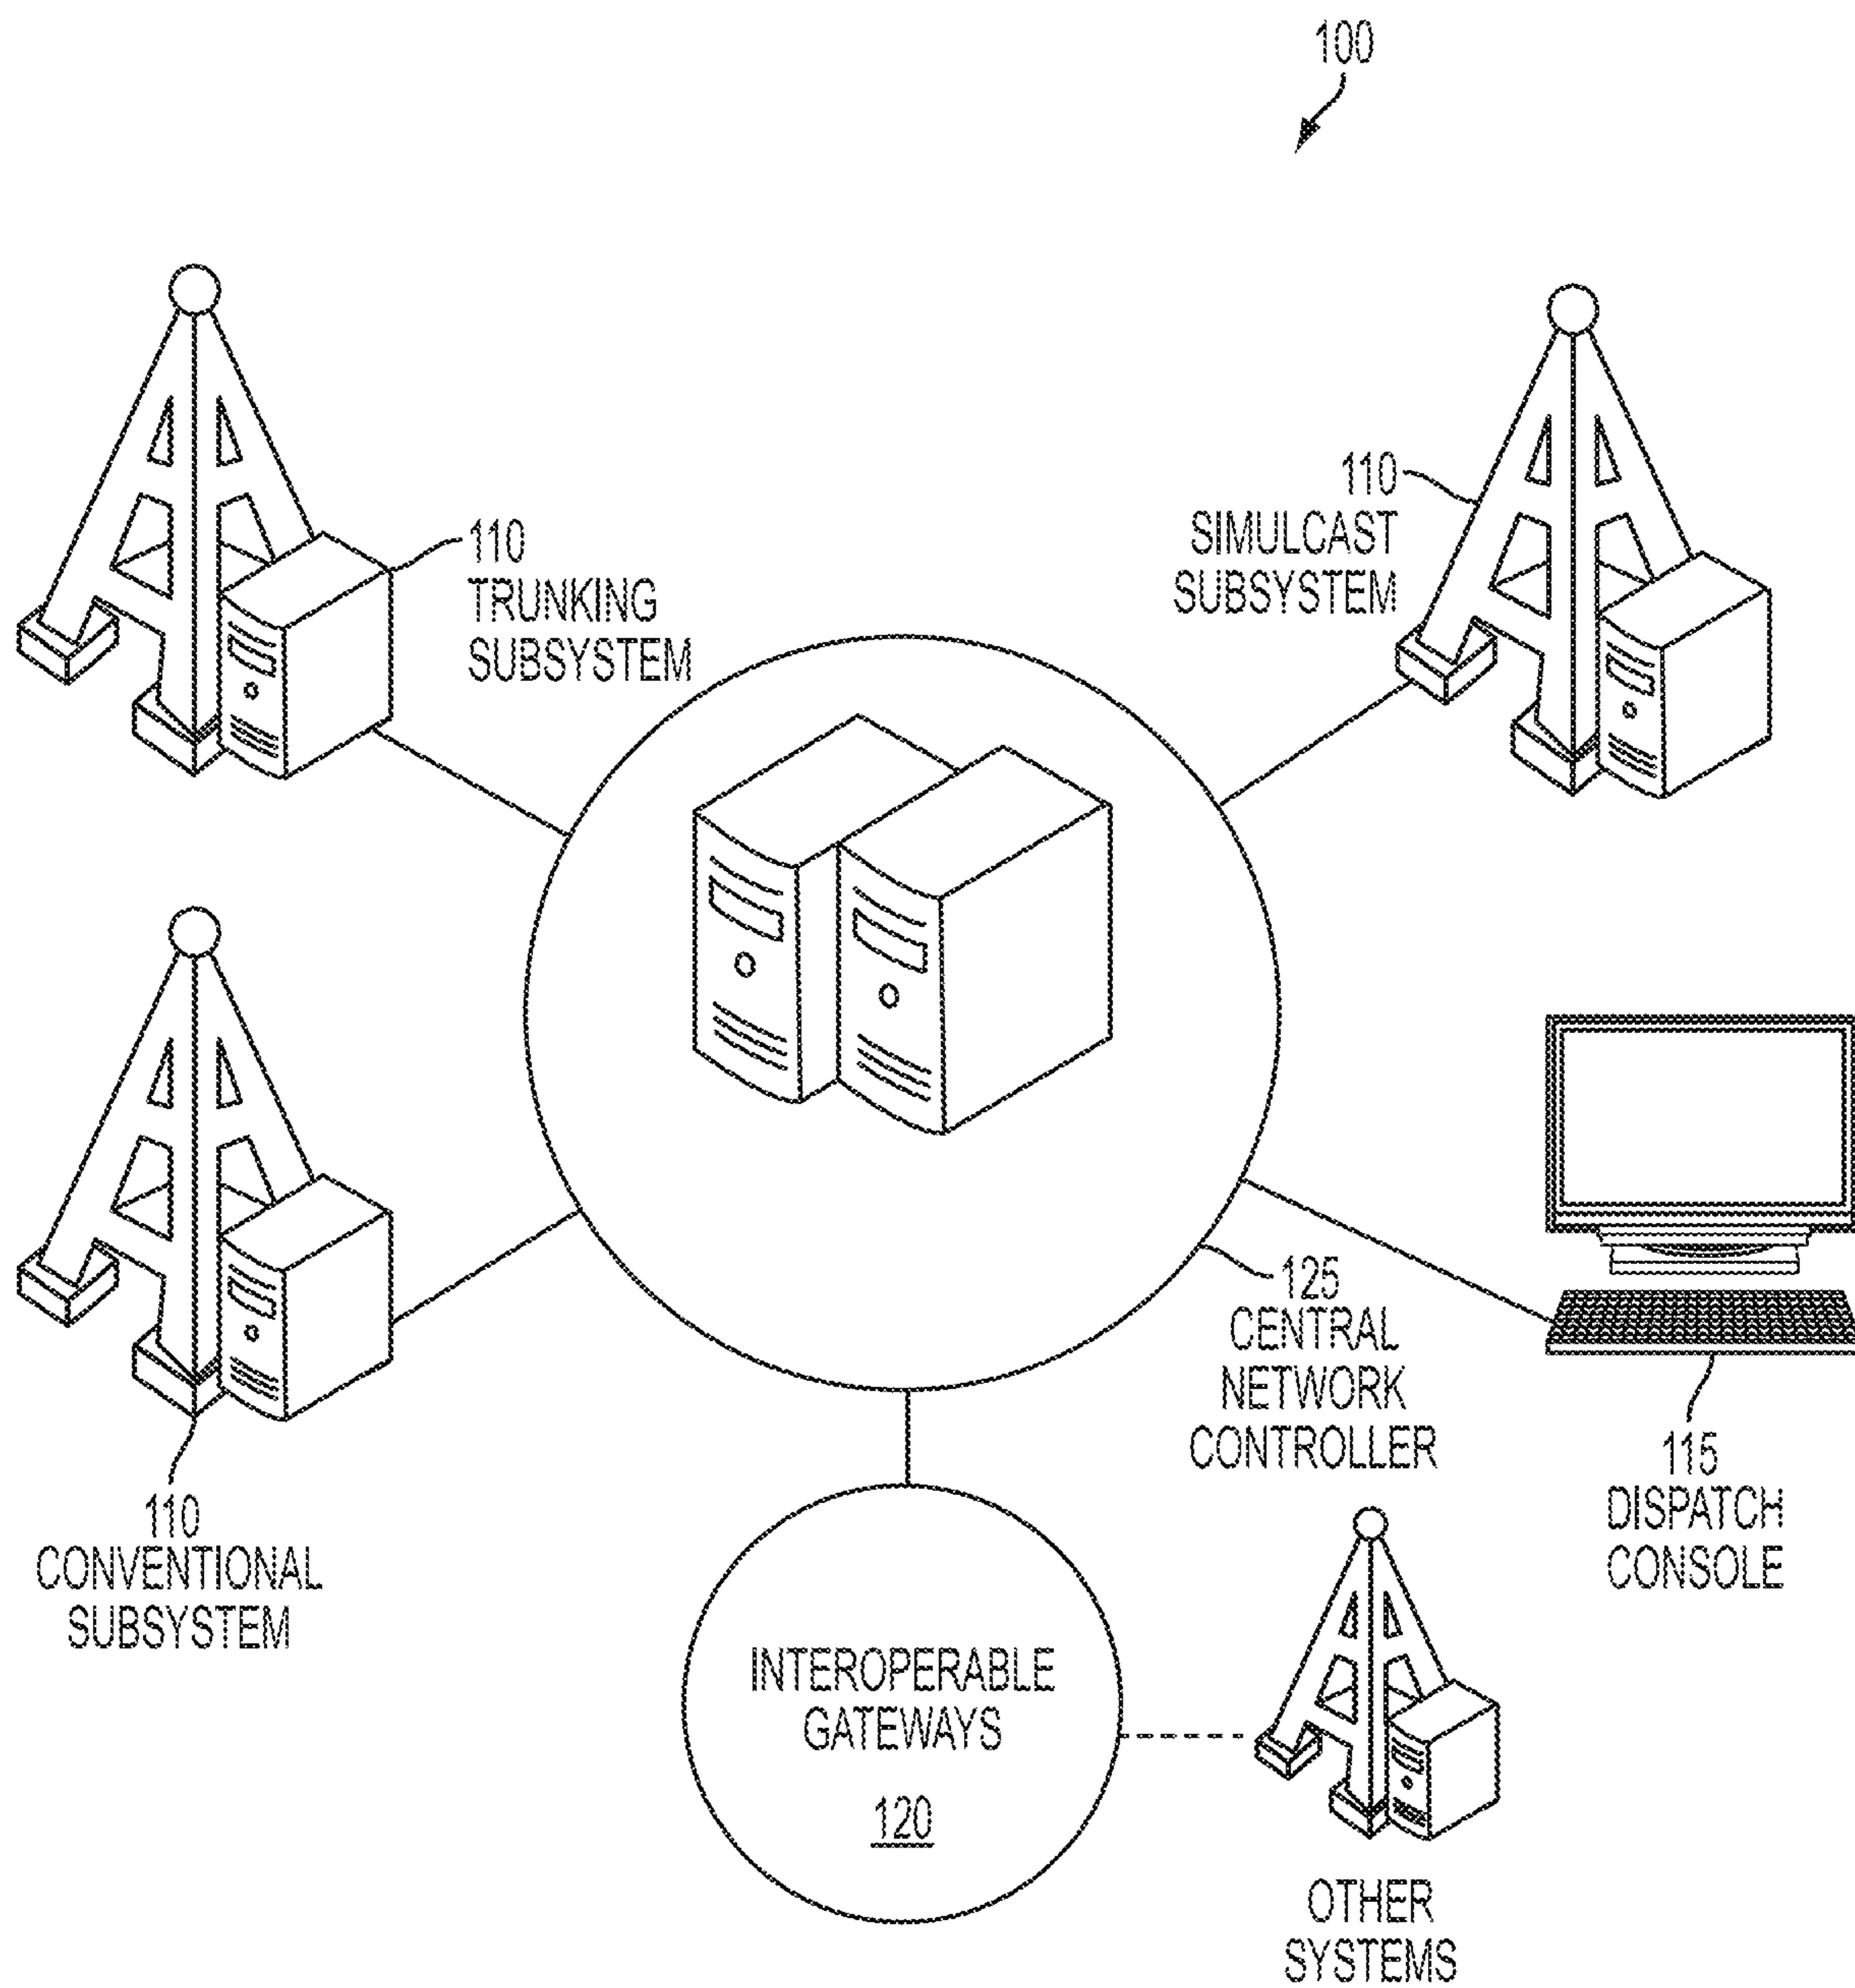 100
110
TRUNKING
SUBSYSTEM
110
SIMULCAST
SUBSYSTEM
125
CENTRAL
NETWORK
CONTROLLER
115
DISPATCH
CONSOLE
110
CONVENTIONAL
SUBSYSTEM
INTEROPERABLE
GATEWAYS
120
OTHER
SYSTEMS